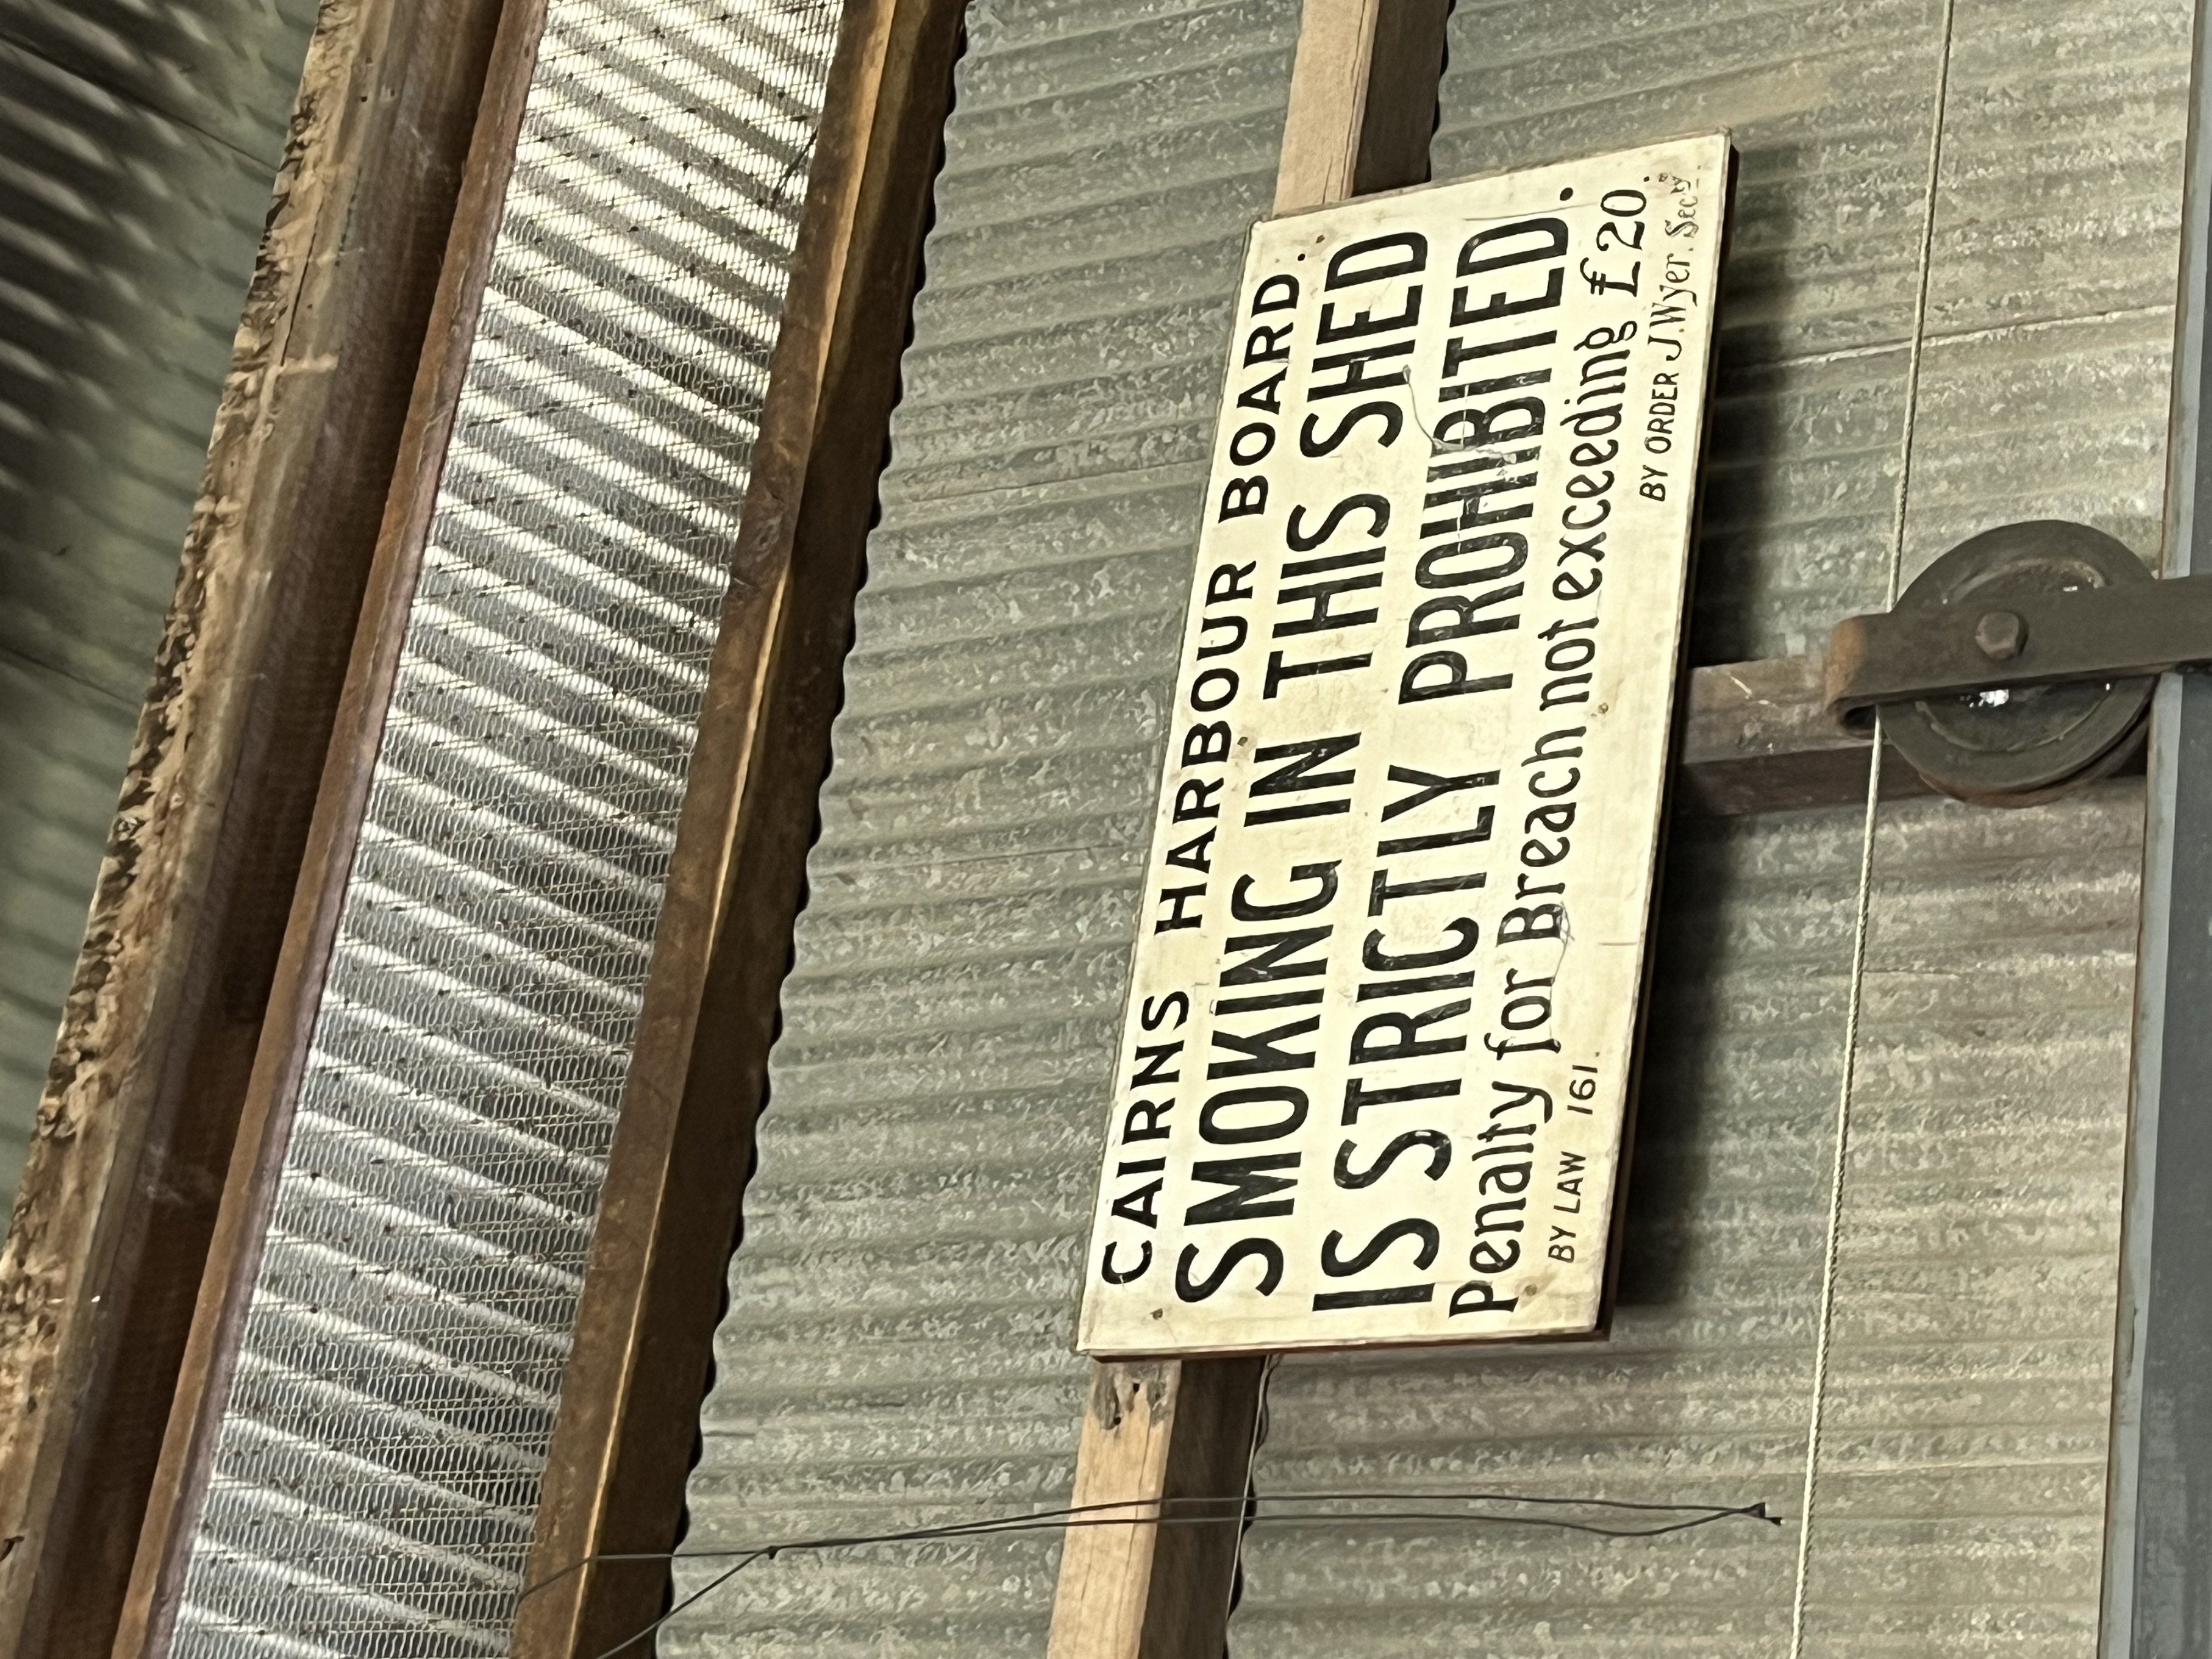 CAIRNS HARBOUR BOARD.
SMOKING IN THIS SHED
IS STRICTLY PROHIBITED.
Penalty for Breach not exceeding £20.
BY LAW 161. BY ORDER J.Wyer. Secy.